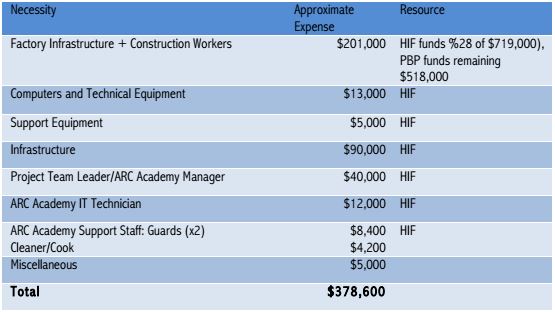 Necessity Approximate Expense Resource
Factory Infrastructure + Construction Workers $201,000 HIF funds %28 of $719,000),
PBP funds remaining
$518,000
Computers and Technical Equipment $13,000 HIF
Support Equipment $5,000 HIF
Infrastructure $90,000 HIF
Project Team Leader/ARC Academy Manager $40,000 HIF
ARC Academy IT Technician $12,000 HIF
ARC Academy Support Staff: Guards (x2) $8,400 HIF
Cleaner/Cook $4,200
Miscellaneous $5,000
Total $378,600